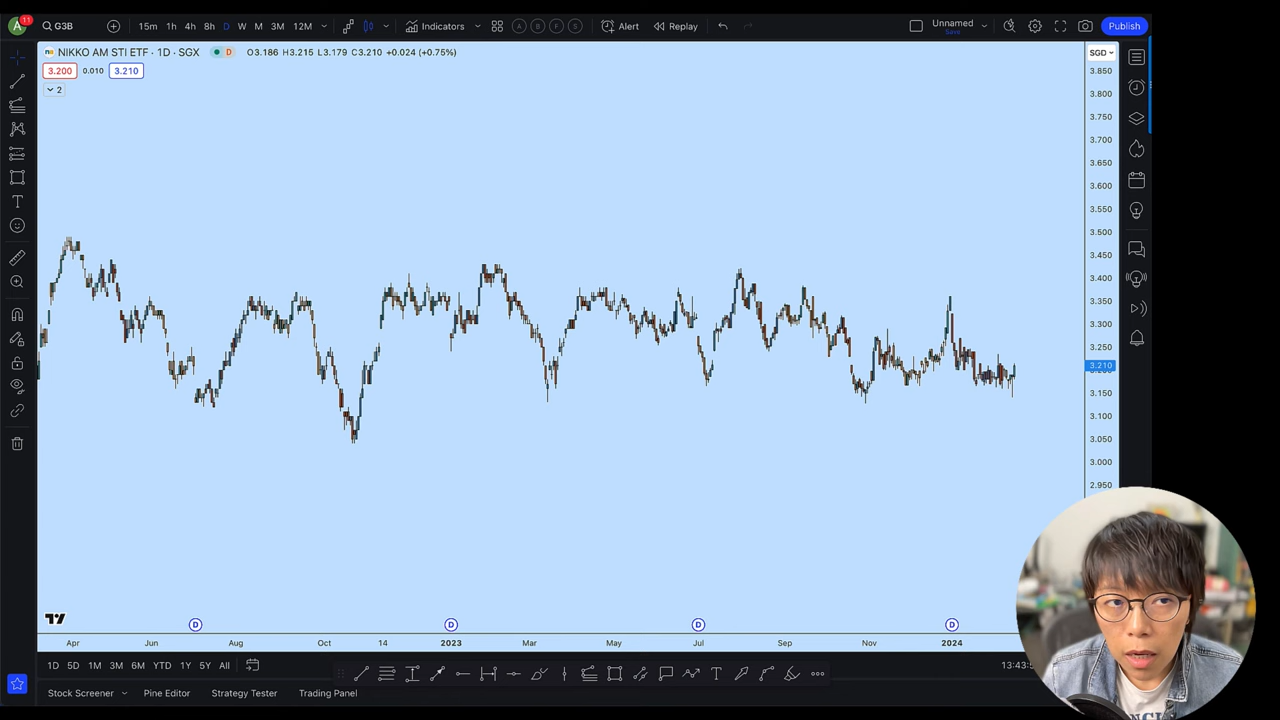 A 11 G3B 15m 1h 4h 8h D W M 3M 12M Indicators A B F S Alert Replay Unnamed Publish
Save
NIKKO AM STI ETF · 1D · SGX D O3.186 H3.215 L3.179 C3.210 +0.024 (+0.75%) SGD
3.200 0.010 3.210
2
3.850
3.800
3.750
3.700
3.650
3.600
3.550
3.500
3.450
3.400
3.350
3.300
3.250
3.210
3.150
3.100
3.050
3.000
2.950
D D D D
Apr Jun Aug Oct 14 2023 Mar May Jul Sep Nov 2024
1D 5D 1M 3M 6M YTD 1Y 5Y All T 13:43:5
Stock Screener Pine Editor Strategy Tester Trading Panel